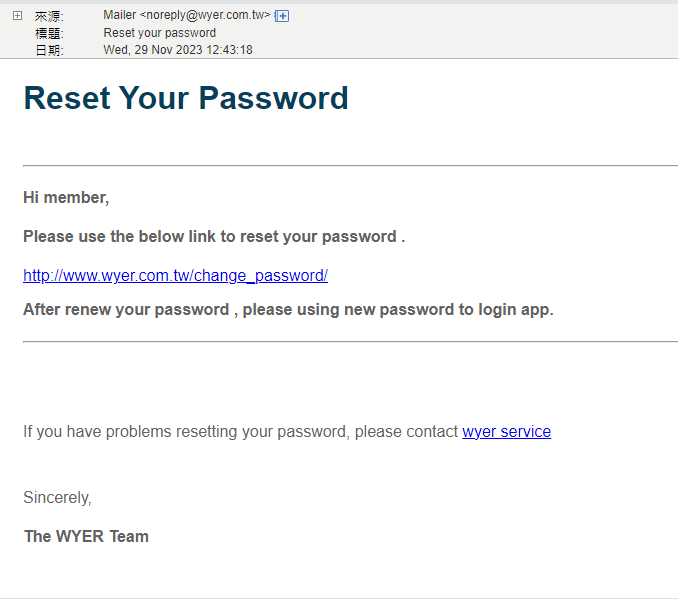 來源: Mailer <noreply@wyer.com.tw>
標題: Reset your password
日期: Wed, 29 Nov 2023 12:43:18
Reset Your Password
Hi member,
Please use the below link to reset your password .
http://www.wyer.com.tw/change_password/
After renew your password , please using new password to login app.
If you have problems resetting your password, please contact wyer service
Sincerely,
The WYER Team